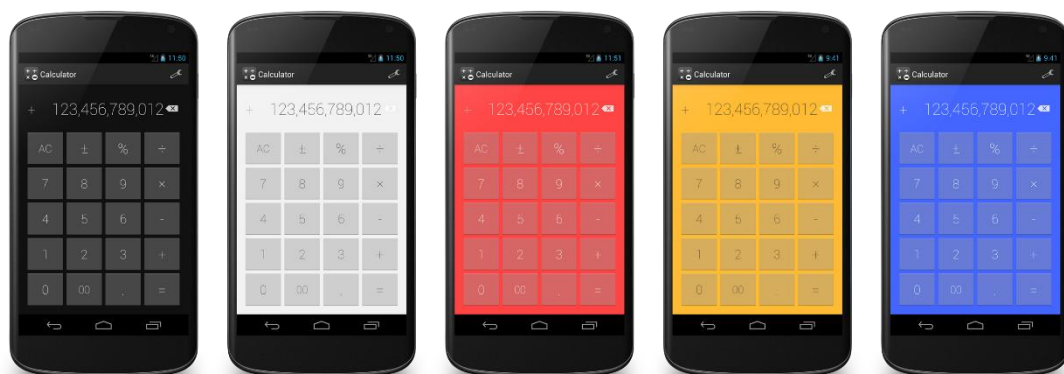 11:50
Calculator
+ 123,456,789,012
AC ± % ÷
7 8 9 ×
4 5 6 -
1 2 3 +
0 00 . =
11:50
Calculator
+ 123,456,789,012
AC ± % ÷
7 8 9 ×
4 5 6 -
1 2 3 +
0 00 . =
11:51
Calculator
+ 123,456,789,012
AC ± % ÷
7 8 9 ×
4 5 6 -
1 2 3 +
0 00 . =
9:41
Calculator
+ 123,456,789,012
AC ± % ÷
7 8 9 ×
4 5 6 -
1 2 3 +
0 00 . =
9:41
Calculator
+ 123,456,789,012
AC ± % ÷
7 8 9 ×
4 5 6 -
1 2 3 +
0 00 . =